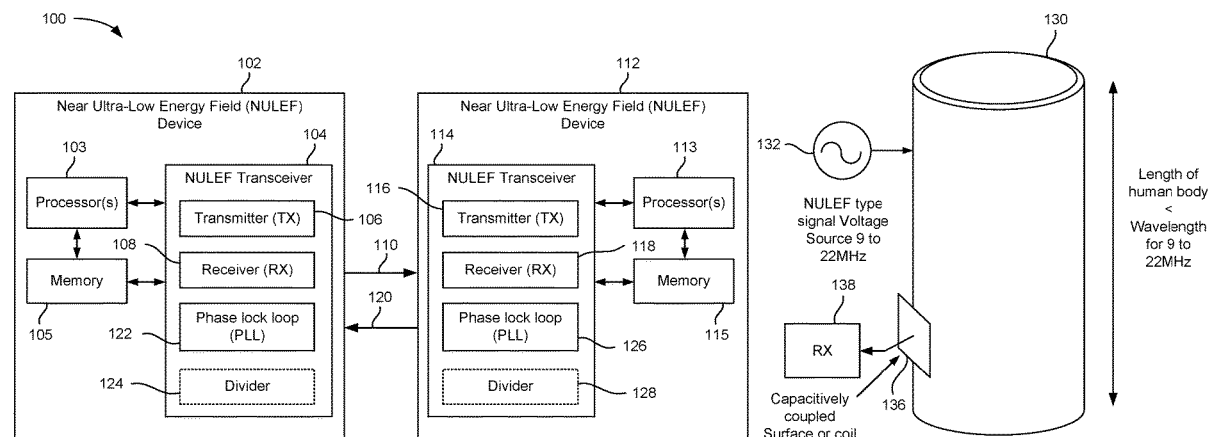 100
102
Near Ultra-Low Energy Field (NULEF)
Device
103
Processor(s)
Memory
105
104
NULEF Transceiver
Transmitter (TX)
106
108
Receiver (RX)
122
Phase lock loop
(PLL)
124
Divider
110
120
112
Near Ultra-Low Energy Field (NULEF)
Device
114
NULEF Transceiver
116
Transmitter (TX)
118
Receiver (RX)
Phase lock loop
(PLL)
126
Divider
128
113
Processor(s)
Memory
115
130
132
NULEF type
signal Voltage
Source 9 to
22MHz
138
RX
136
Capacitively
coupled
Surface or coil
Length of
human body
<
Wavelength
for 9 to
22MHz